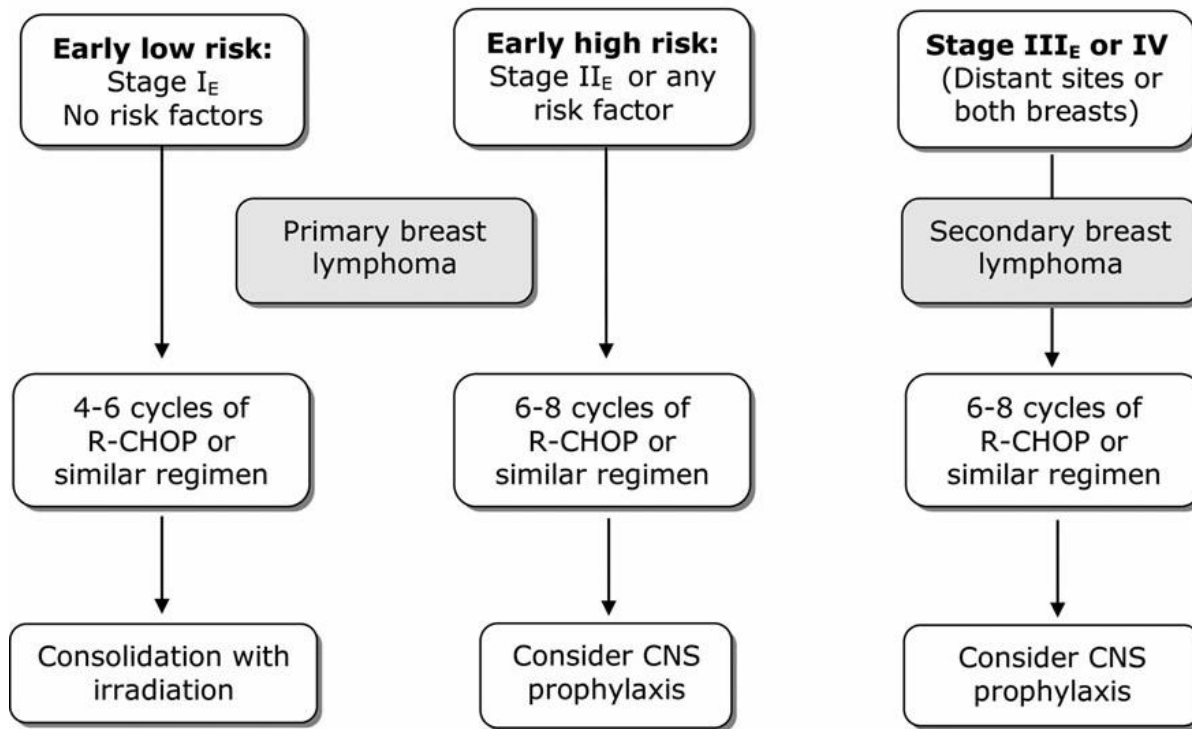 Early low risk:
Stage I_E
No risk factors
Early high risk:
Stage II_E or any
risk factor
Stage III_E or IV
(Distant sites or
both breasts)
Primary breast
lymphoma
Secondary breast
lymphoma
4-6 cycles of
R-CHOP or
similar regimen
6-8 cycles of
R-CHOP or
similar regimen
6-8 cycles of
R-CHOP or
similar regimen
Consolidation with
irradiation
Consider CNS
prophylaxis
Consider CNS
prophylaxis